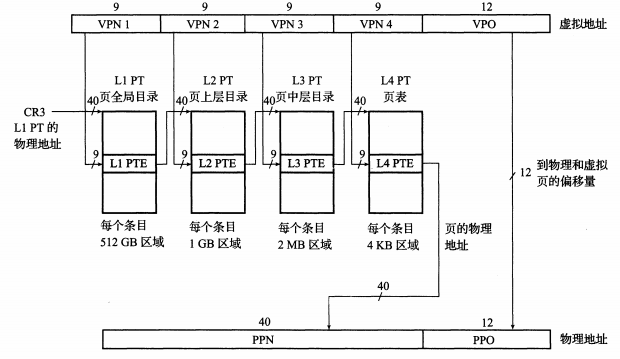 9 9 9 9 12
VPN 1 VPN 2 VPN 3 VPN 4 VPO 虚拟地址
L1 PT L2 PT L3 PT L4 PT
页全局目录 页上层目录 页中层目录 页表
CR3 40 40 40 40
L1 PT 的
物理地址
9 L1 PTE 9 L2 PTE 9 L3 PTE 9 L4 PTE
12 到物理和虚拟
页的偏移量
每个条目 每个条目 每个条目 每个条目
512 GB 区域 1 GB 区域 2 MB 区域 4 KB 区域
页的物理
地址
40
40 12
PPN PPO 物理地址